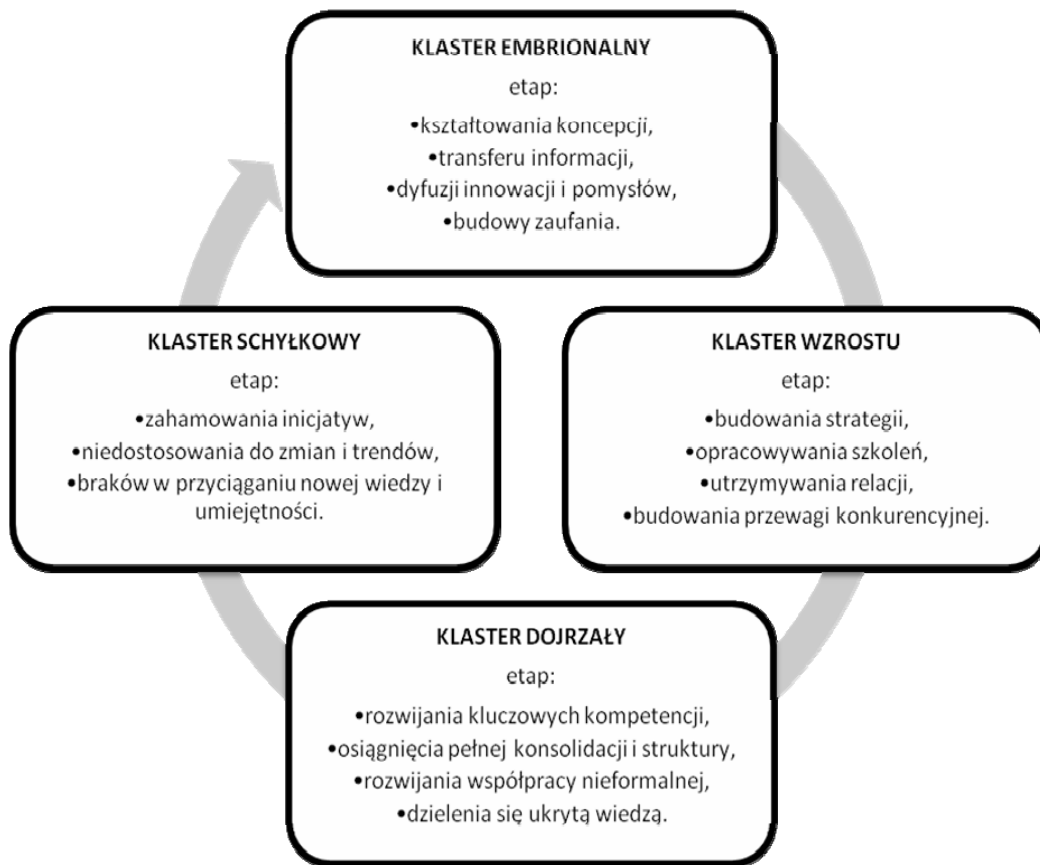 KLASTER EMBRIONALNY
etap:
•kształtowania koncepcji,
•transferu informacji,
•dyfuzji innowacji i pomysłów,
•budowy zaufania.
KLASTER WZROSTU
etap:
•budowania strategii,
•opracowywania szkoleń,
•utrzymywania relacji,
•budowania przewagi konkurencyjnej.
KLASTER DOJRZAŁY
etap:
•rozwijania kluczowych kompetencji,
•osiągnięcia pełnej konsolidacji i struktury,
•rozwijania współpracy nieformalnej,
•dzielenia się ukrytą wiedzą.
KLASTER SCHYŁKOWY
etap:
•zahamowania inicjatyw,
•niedostosowania do zmian i trendów,
•braków w przyciąganiu nowej wiedzy i
umiejętności.